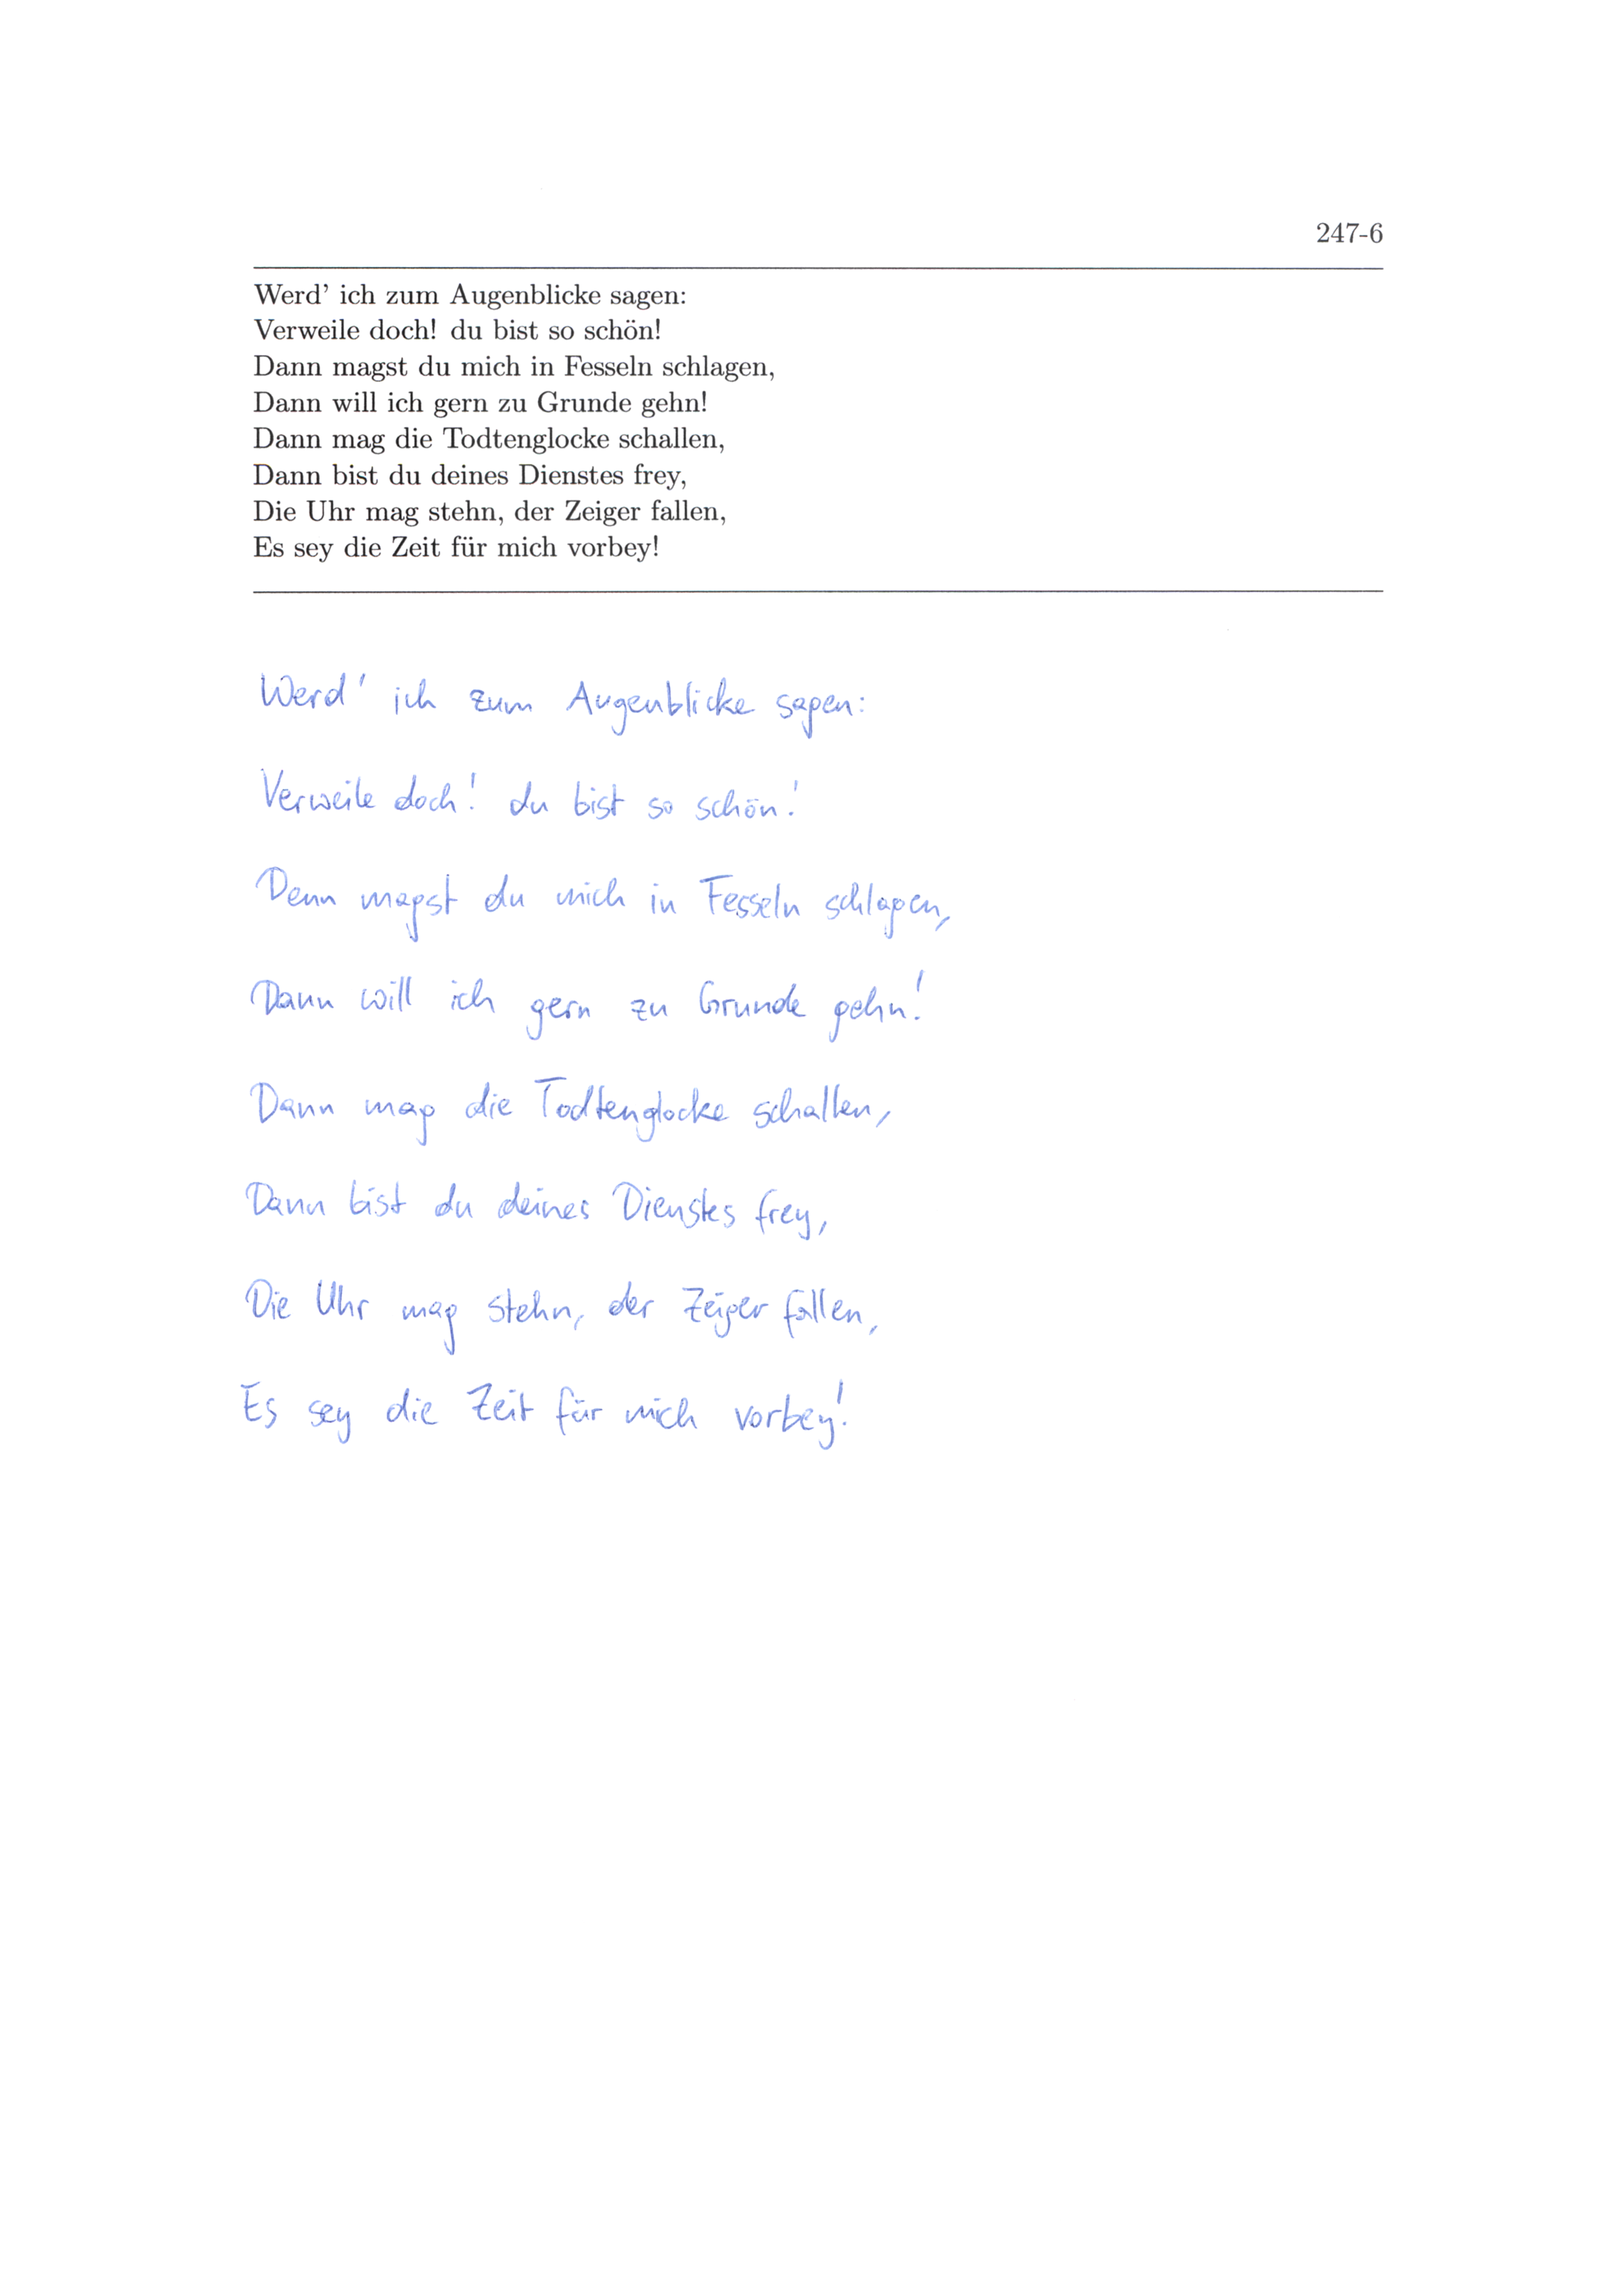 247-6
Werd' ich zum Augenblicke sagen:
Verweile doch! du bist so schön!
Dann magst du mich in Fesseln schlagen,
Dann will ich gern zu Grunde gehn!
Dann mag die Todtenglocke schallen,
Dann bist du deines Dienstes frey,
Die Uhr mag stehn, der Zeiger fallen,
Es sey die Zeit für mich vorbey!
Werd' ich zum Augenblicke sagen:
Verweile doch! du bist so schön!
Denn magst du mich in Fesseln schlagen,
Dann will ich gern zu Grunde gehn!
Dann mag die Todtenglocke schallen,
Dann bist du deines Dienstes frey,
Die Uhr mag stehn, der Zeiger fallen,
Es sey die Zeit für mich vorbey!